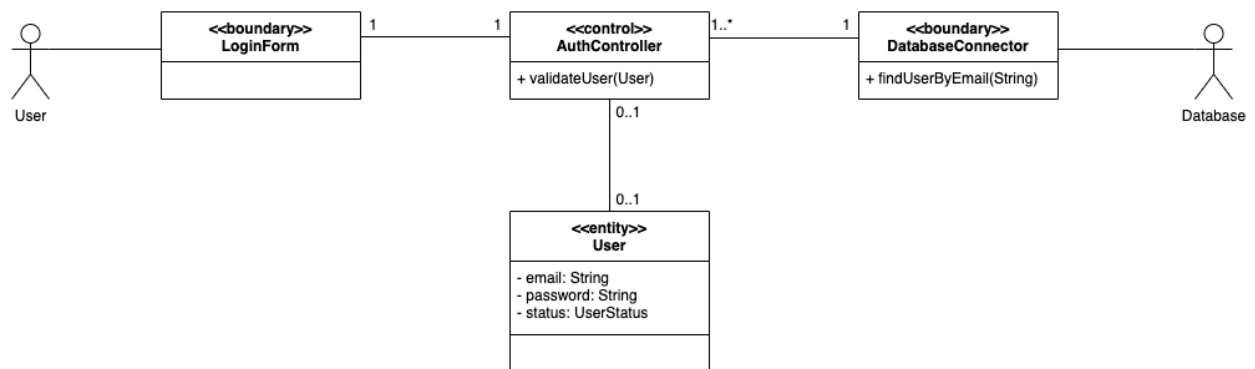 <<boundary>>
LoginForm
1
1
<<control>>
AuthController
+ validateUser(User)
1..*
1
<<boundary>>
DatabaseConnector
+ findUserByEmail(String)
User
Database
0..1
0..1
<<entity>>
User
- email: String
- password: String
- status: UserStatus